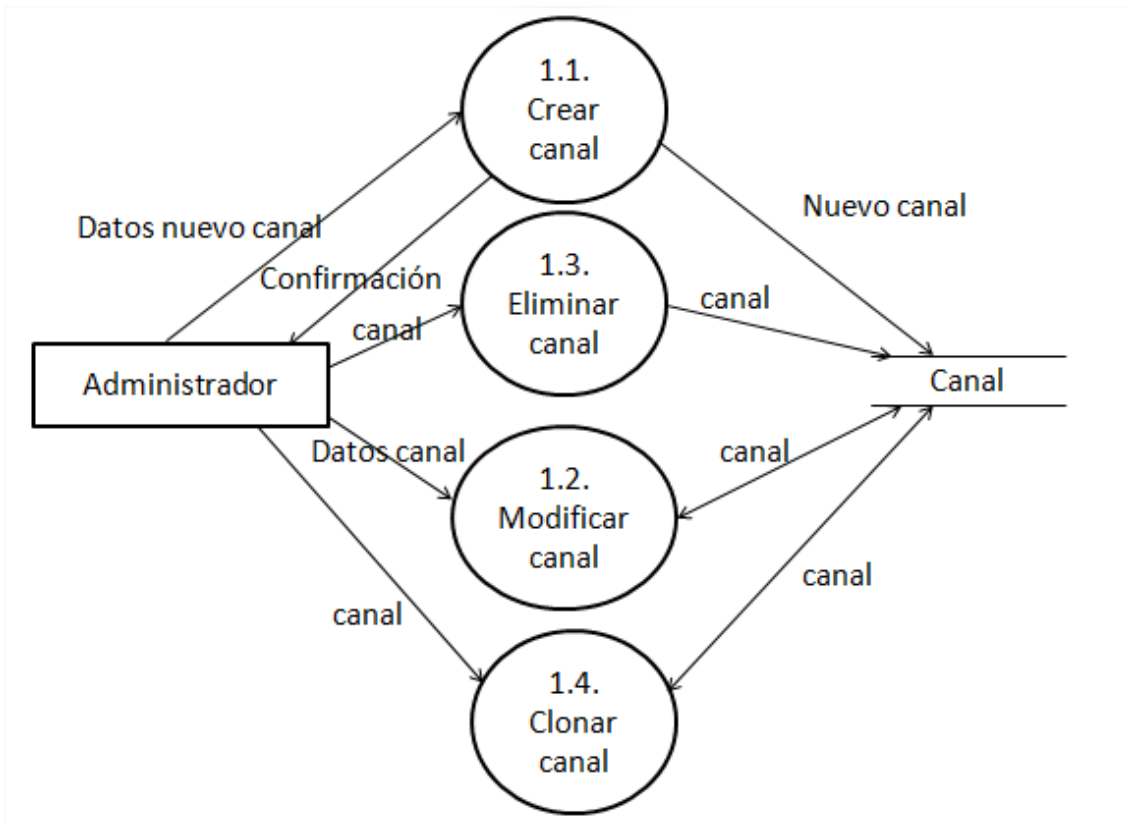 1.1.
Crear
canal
Datos nuevo canal
Nuevo canal
Confirmación
1.3.
Eliminar
canal
canal
canal
Administrador
Canal
Datos canal
canal
1.2.
Modificar
canal
canal
canal
1.4.
Clonar
canal